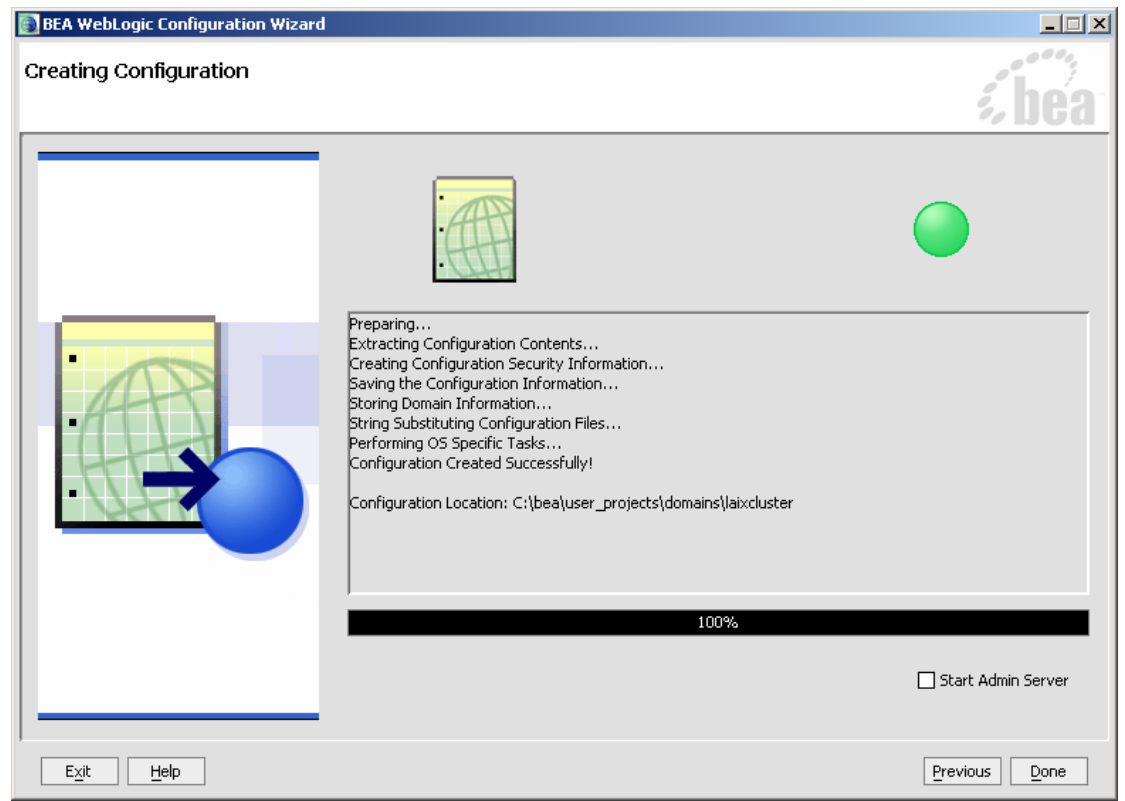 BEA WebLogic Configuration Wizard
Creating Configuration
bea
Preparing...
Extracting Configuration Contents...
Creating Configuration Security Information...
Saving the Configuration Information...
Storing Domain Information...
String Substituting Configuration Files...
Performing OS Specific Tasks...
Configuration Created Successfully!
Configuration Location: C:\bea\user_projects\domains\laixcluster
100%
Start Admin Server
Exit Help Previous Done